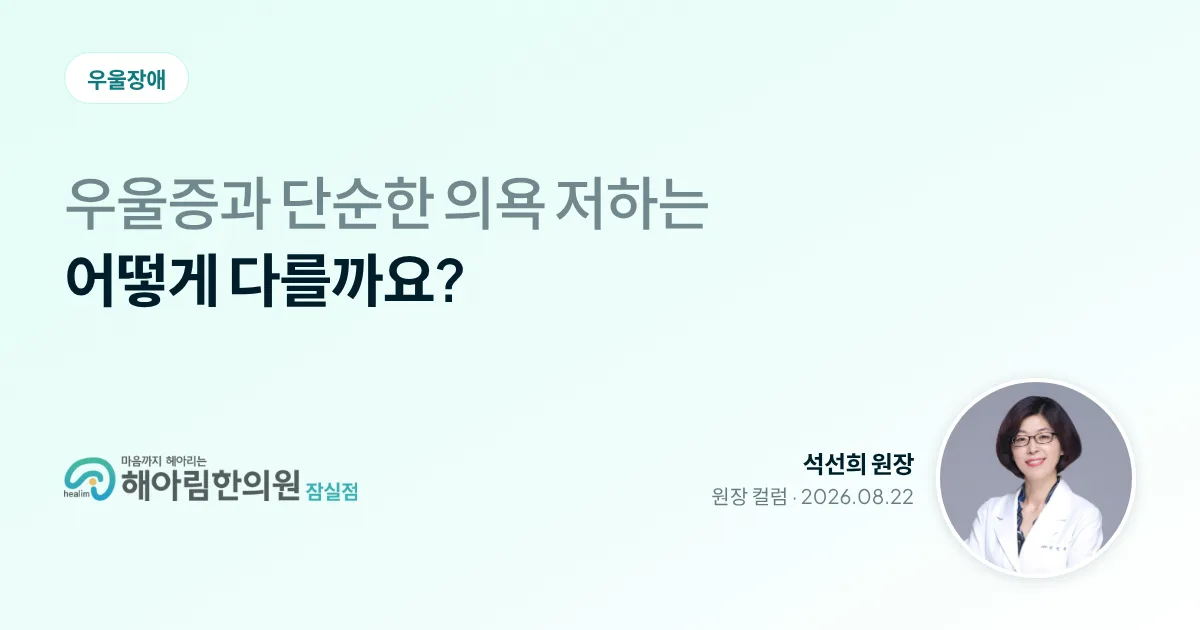 우울장애
우울증과 단순한 의욕 저하는
어떻게 다를까요?
마음까지 헤아리는
healim
해아림한의원 잠실점
석선희 원장
원장 컬럼 · 2026.08.22